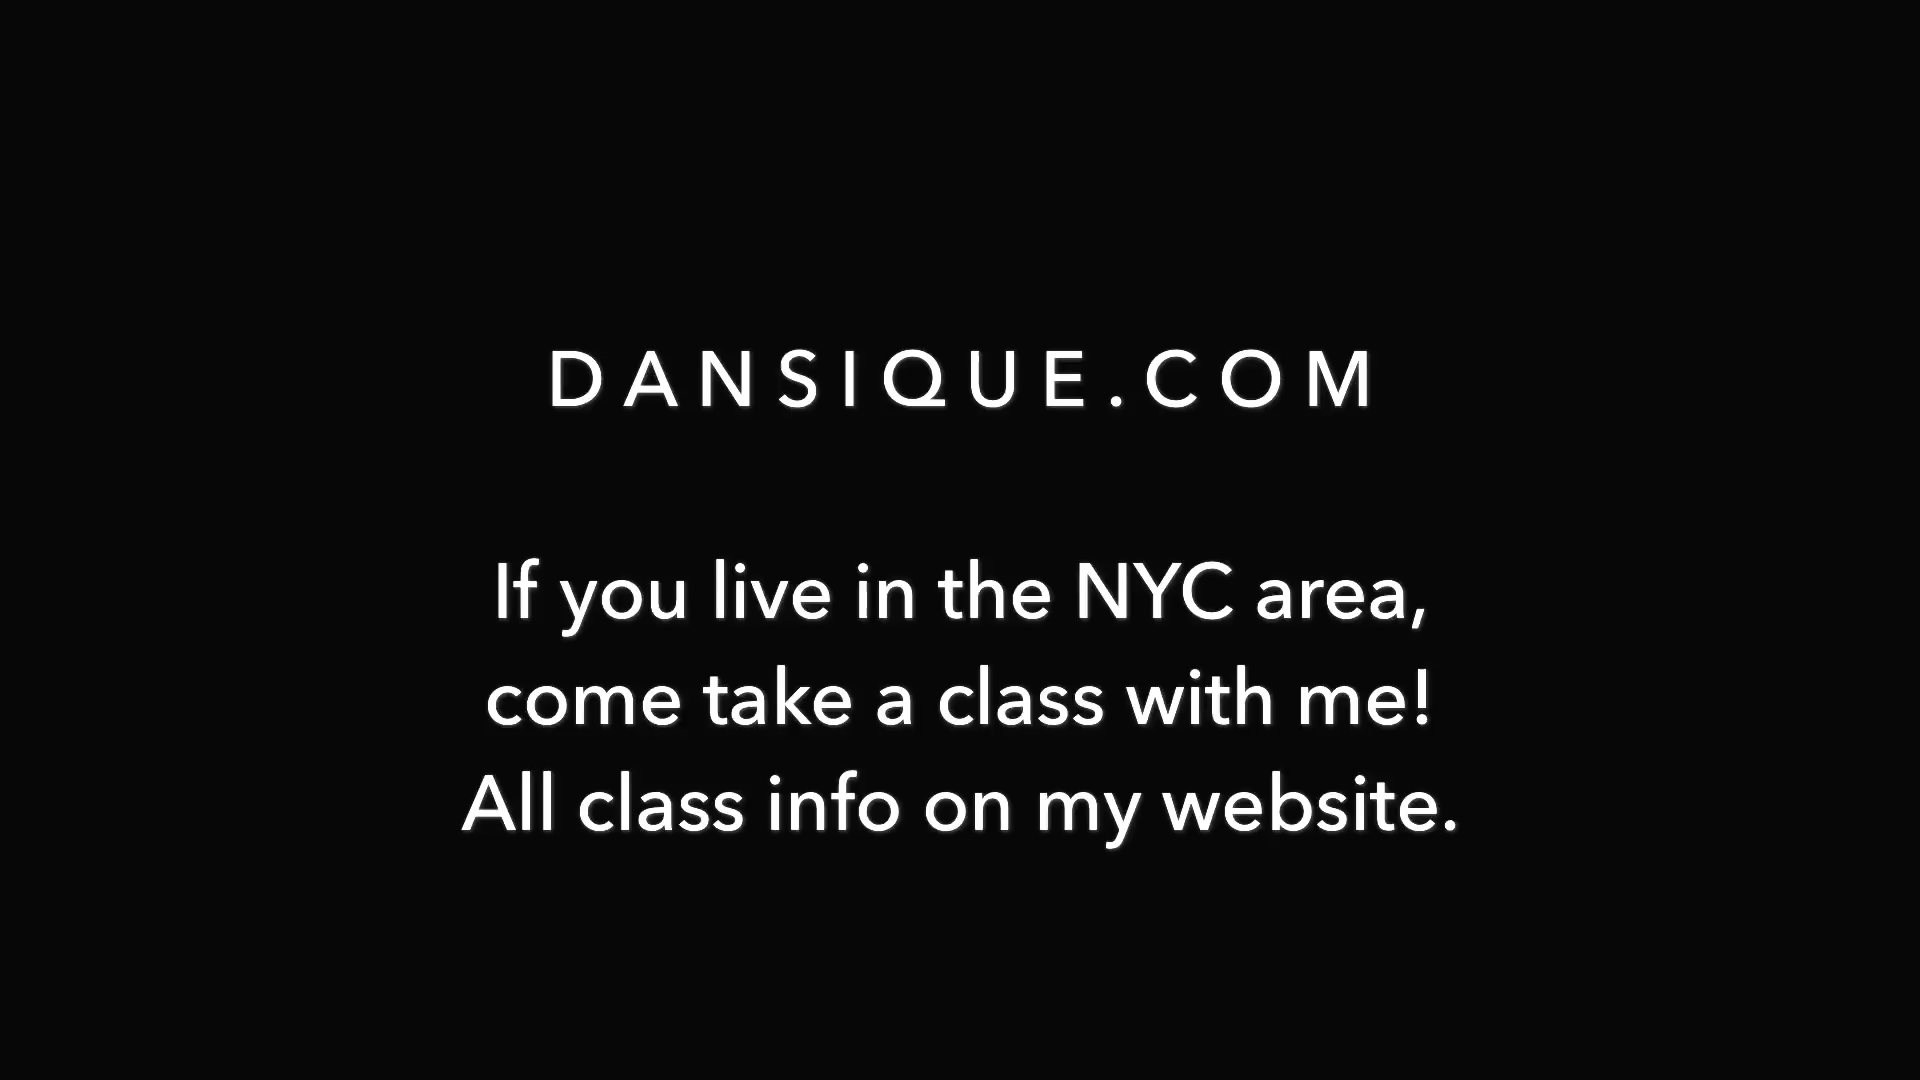 DANSIQUE.COM
If you live in the NYC area,
come take a class with me!
All class info on my website.